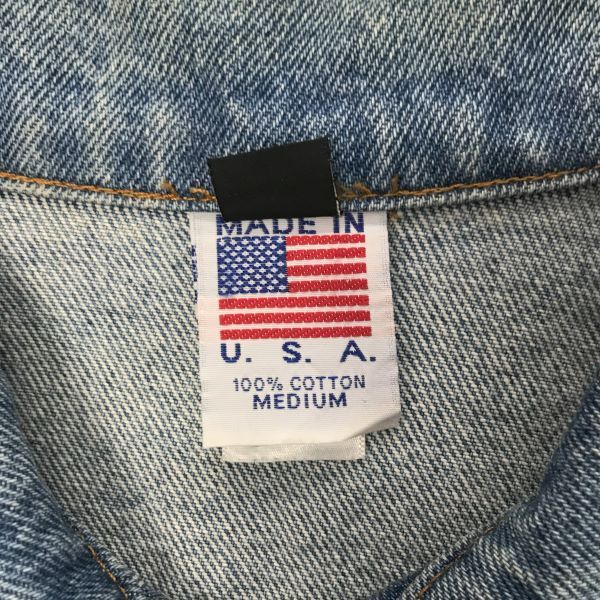 MADE IN
U. S. A.
100% COTTON
MEDIUM